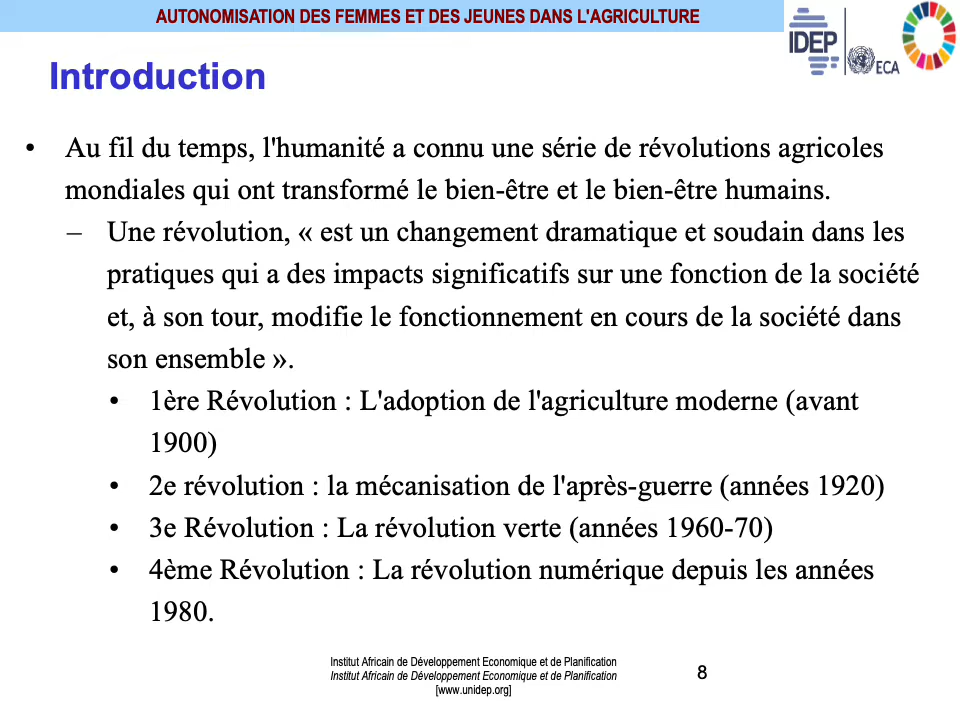 AUTONOMISATION DES FEMMES ET DES JEUNES DANS L'AGRICULTURE
IDEP
ECA
Introduction
• Au fil du temps, l'humanité a connu une série de révolutions agricoles
mondiales qui ont transformé le bien-être et le bien-être humains.
– Une révolution, « est un changement dramatique et soudain dans les
pratiques qui a des impacts significatifs sur une fonction de la société
et, à son tour, modifie le fonctionnement en cours de la société dans
son ensemble ».
• 1ère Révolution : L'adoption de l'agriculture moderne (avant
1900)
• 2e révolution : la mécanisation de l'après-guerre (années 1920)
• 3e Révolution : La révolution verte (années 1960-70)
• 4ème Révolution : La révolution numérique depuis les années
1980.
Institut Africain de Développement Economique et de Planification
Institut Africain de Développement Economique et de Planification
[www.unidep.org]
8